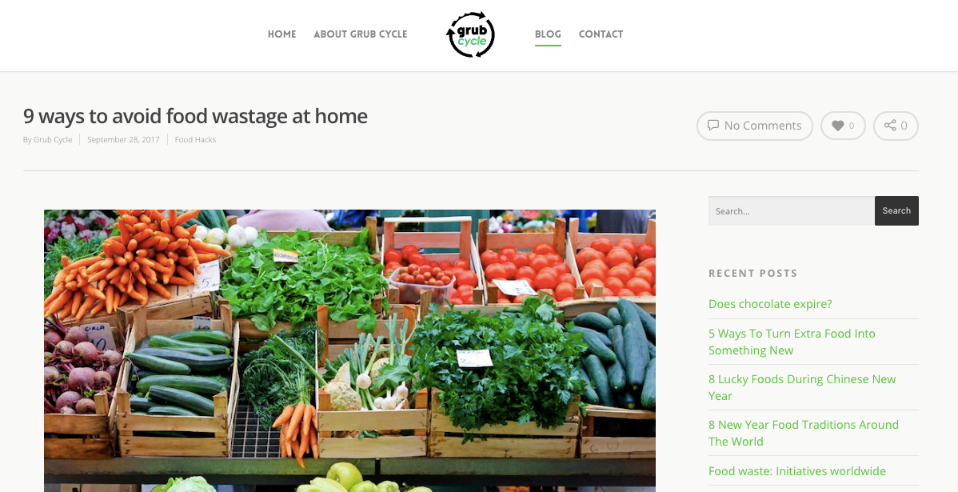 HOME
ABOUT GRUB CYCLE
grub
cycle
BLOG
CONTACT
9 ways to avoid food wastage at home
By Grub Cycle
September 28, 2017
Food Hacks
No Comments
0
0
Search...
Search
RECENT POSTS
Does chocolate expire?
5 Ways To Turn Extra Food Into
Something New
8 Lucky Foods During Chinese New
Year
8 New Year Food Traditions Around
The World
Food waste: Initiatives worldwide